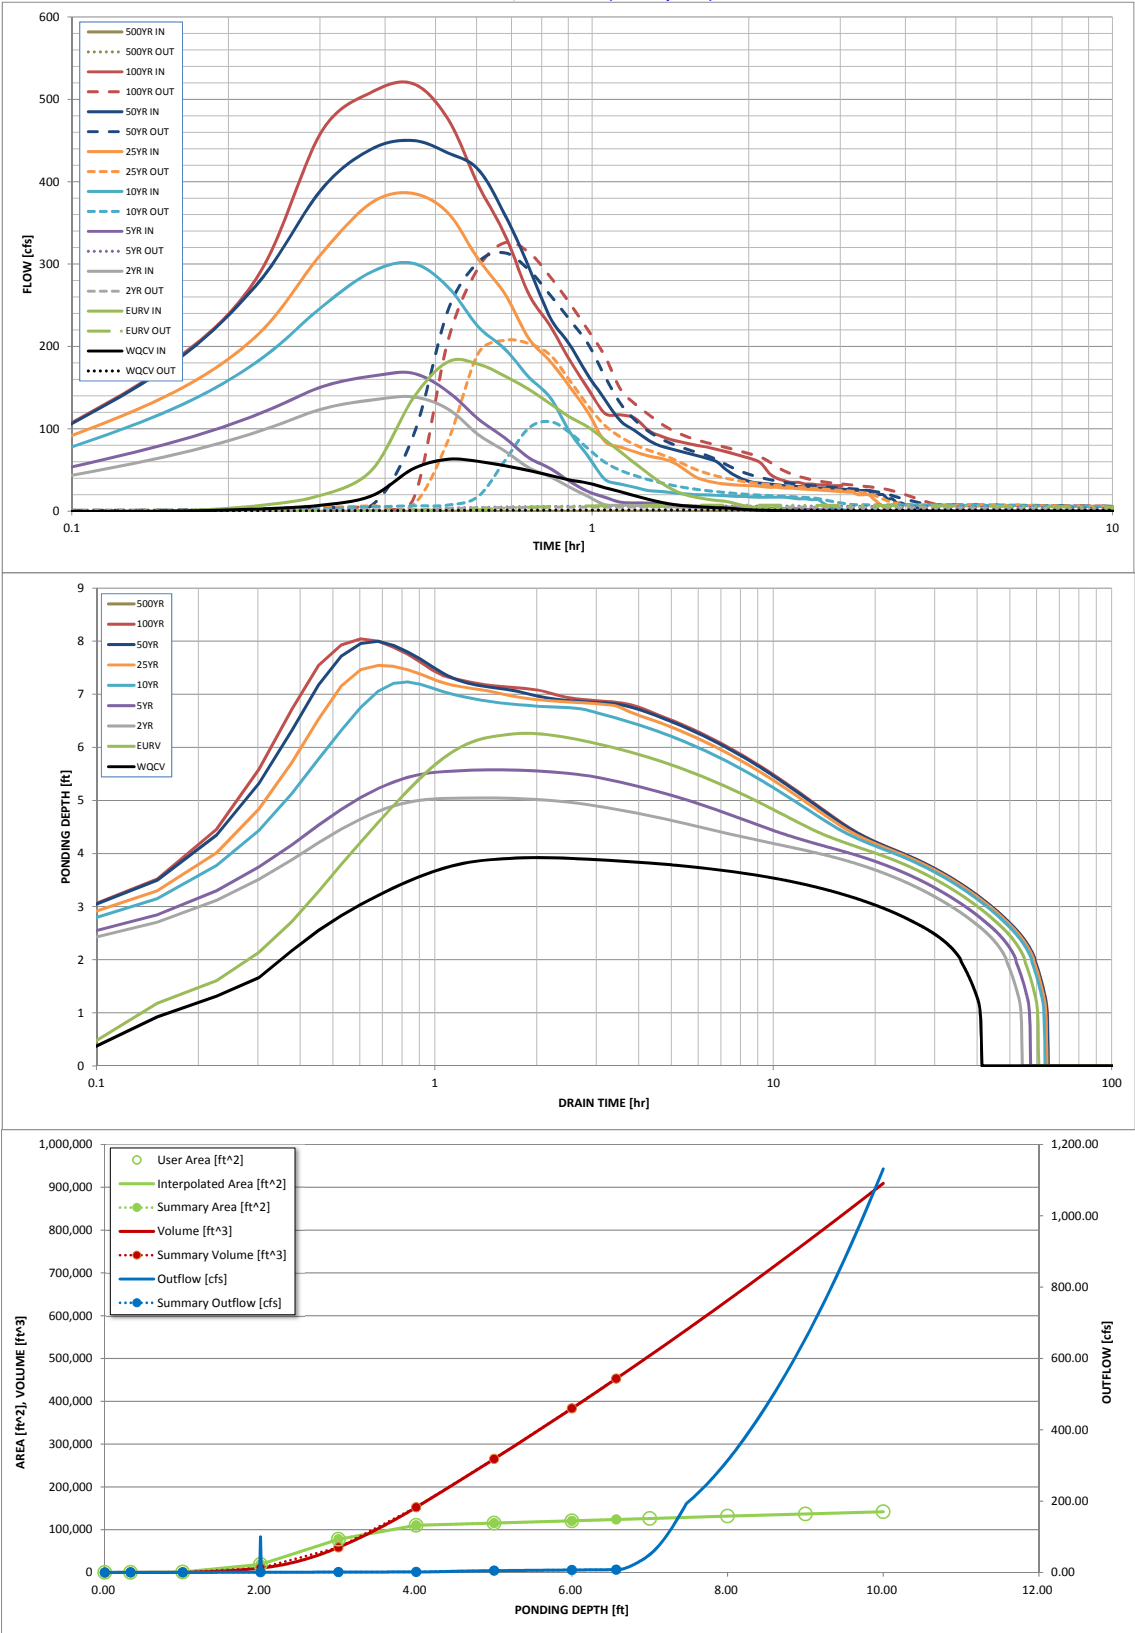 600
500
400
300
200
100
0
FLOW [cfs]
500YR IN
500YR OUT
100YR IN
100YR OUT
50YR IN
50YR OUT
25YR IN
25YR OUT
10YR IN
10YR OUT
5YR IN
5YR OUT
2YR IN
2YR OUT
EURV IN
EURV OUT
WQCV IN
WQCV OUT
0.1
1
10
TIME [hr]
9
8
7
6
5
4
3
2
1
0
PONDING DEPTH [ft]
500YR
100YR
50YR
25YR
10YR
5YR
2YR
EURV
WQCV
0.1
1
10
100
DRAIN TIME [hr]
1,000,000
900,000
800,000
700,000
600,000
500,000
400,000
300,000
200,000
100,000
0
AREA [ft^2], VOLUME [ft^3]
User Area [ft^2]
Interpolated Area [ft^2]
Summary Area [ft^2]
Volume [ft^3]
Summary Volume [ft^3]
Outflow [cfs]
Summary Outflow [cfs]
1,200.00
1,000.00
800.00
600.00
400.00
200.00
0.00
OUTFLOW [cfs]
0.00
2.00
4.00
6.00
8.00
10.00
12.00
PONDING DEPTH [ft]